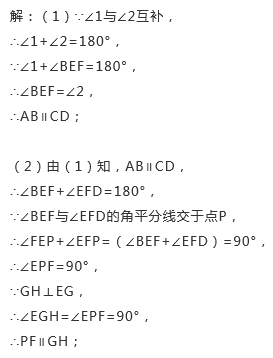 解：（1）∵∠1与∠2互补，
∴∠1+∠2=180°，
∵∠1+∠BEF=180°，
∴∠BEF=∠2，
∴AB∥CD；
（2）由（1）知，AB∥CD，
∴∠BEF+∠EFD=180°，
∵∠BEF与∠EFD的角平分线交于点P，
∴∠FEP+∠EFP=（∠BEF+∠EFD）=90°，
∴∠EPF=90°，
∵GH⊥EG，
∴∠EGH=∠EPF=90°，
∴PF∥GH；